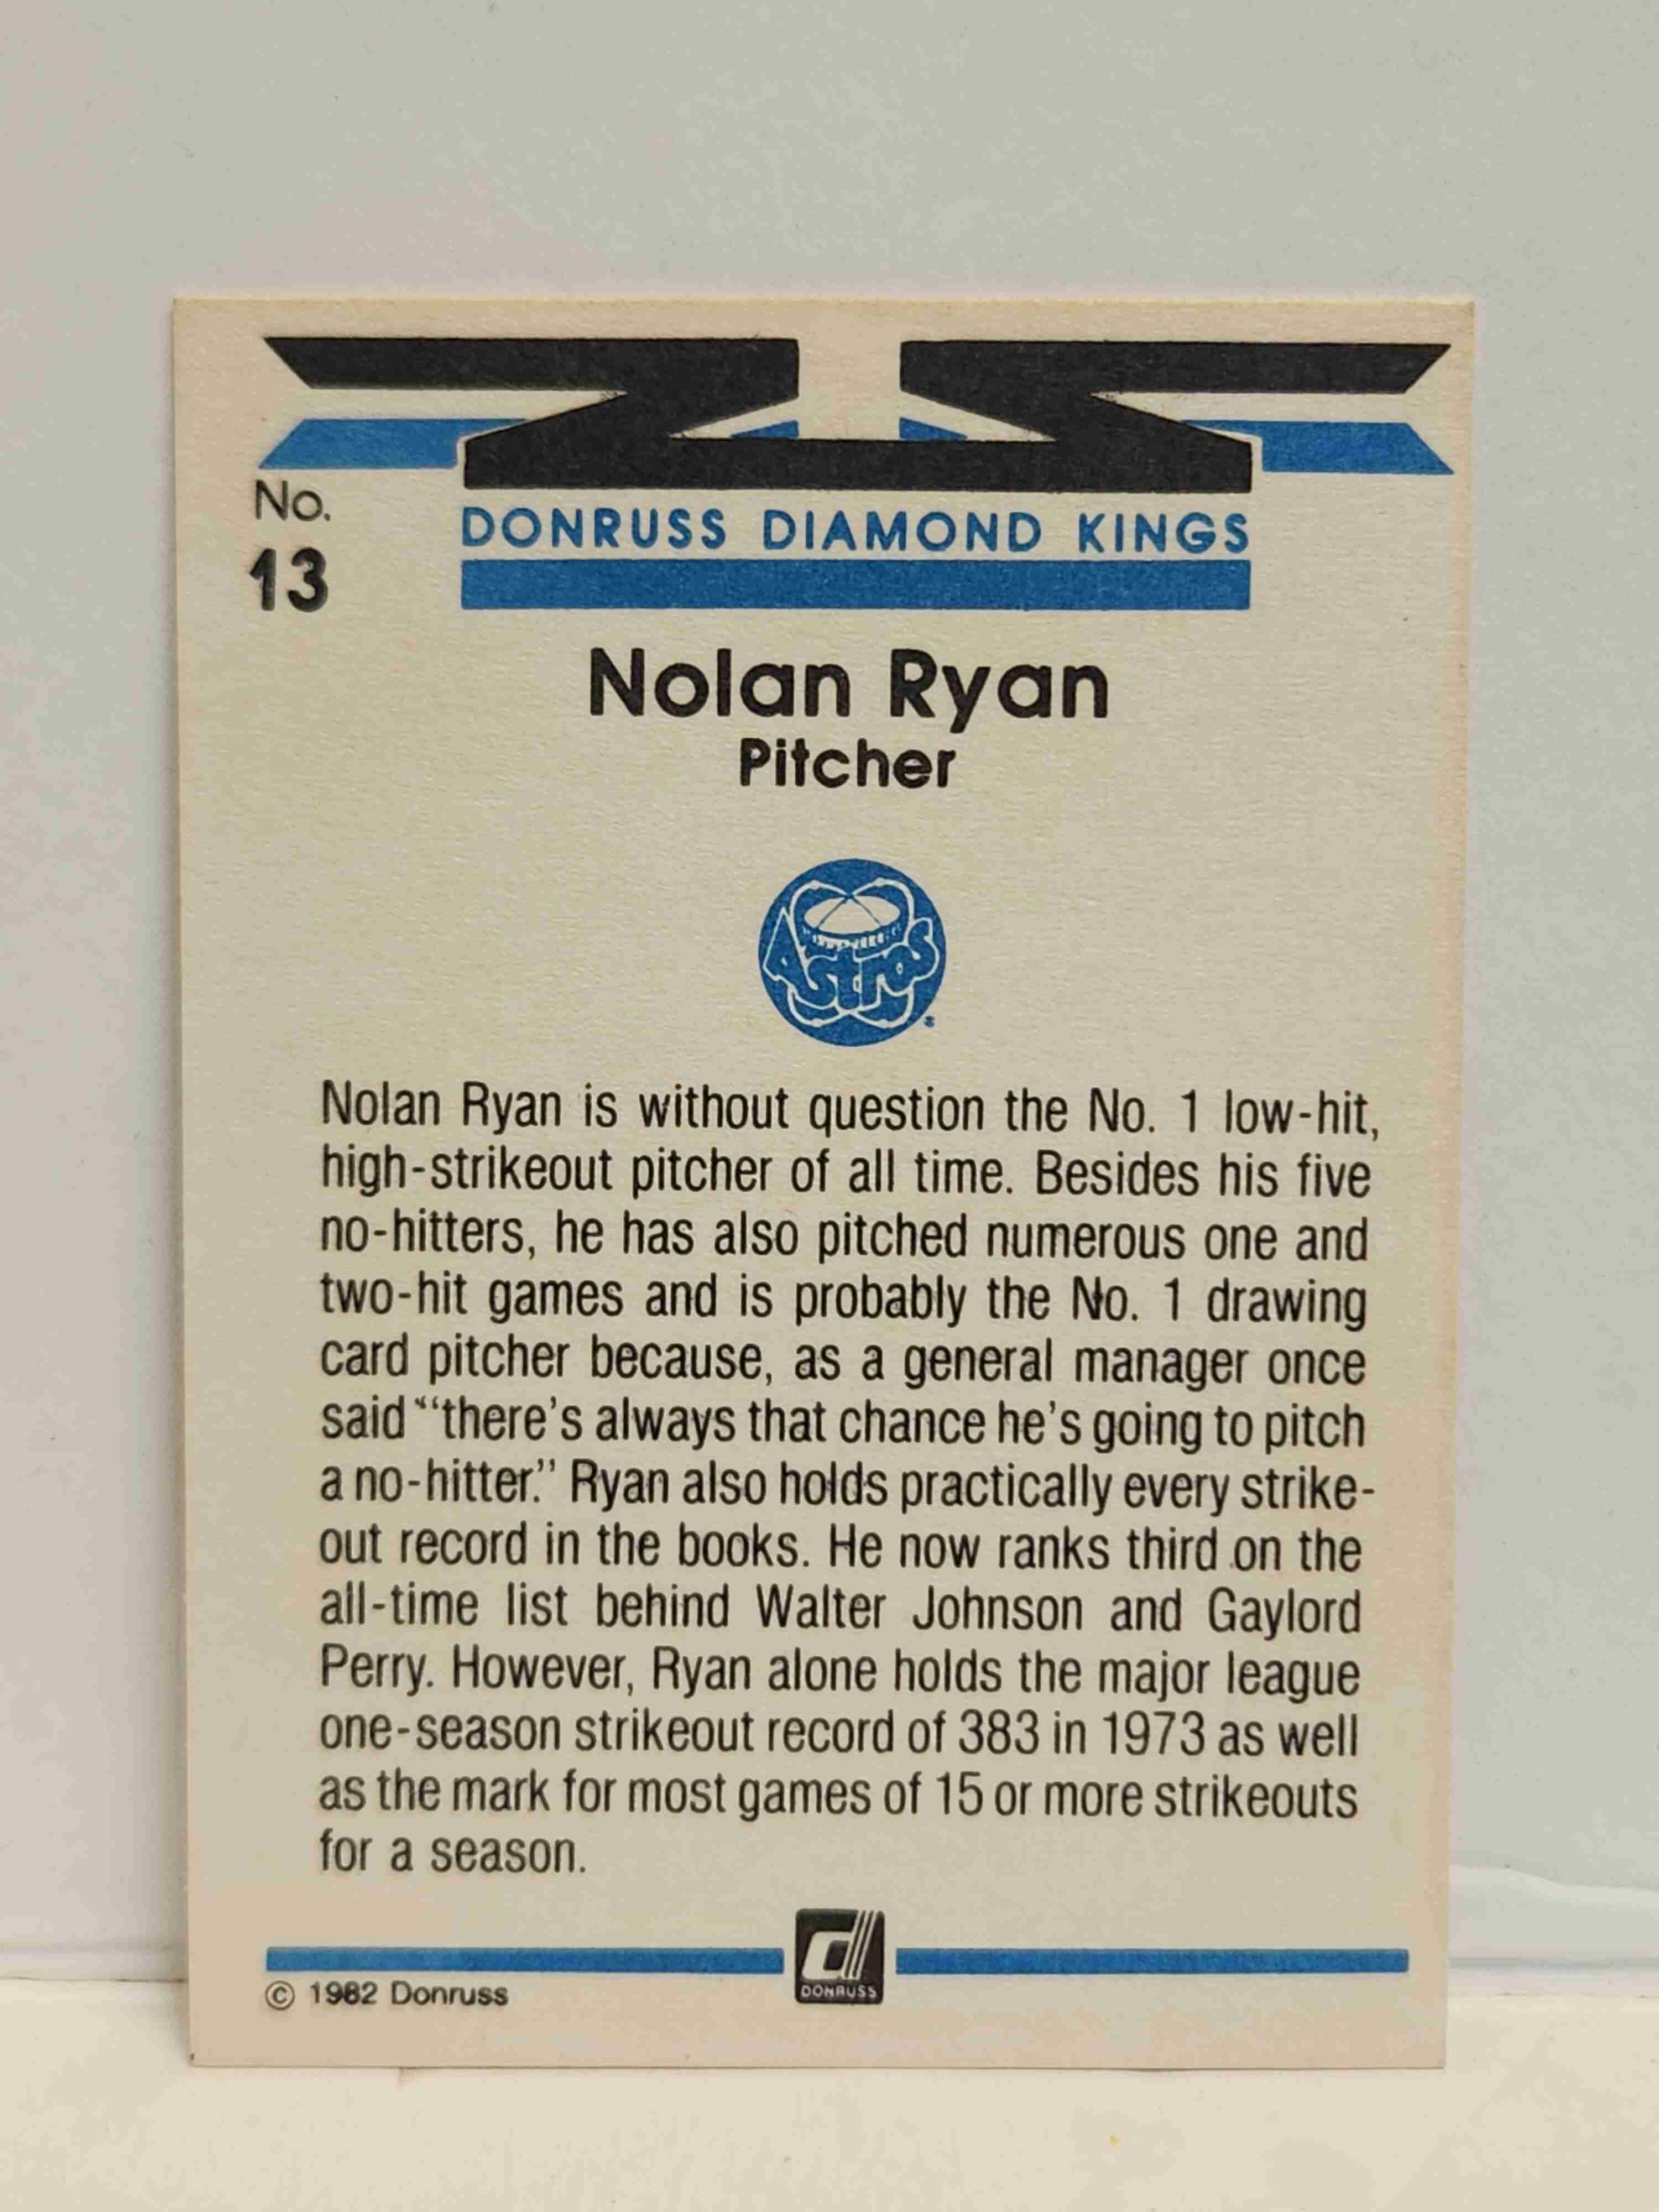 No.
13
DONRUSS DIAMOND KINGS
Nolan Ryan
Pitcher
Astros
Nolan Ryan is without question the No. 1 low-hit,
high-strikeout pitcher of all time. Besides his five
no-hitters, he has also pitched numerous one and
two-hit games and is probably the No. 1 drawing
card pitcher because, as a general manager once
said "“there's always that chance he's going to pitch
a no-hitter.” Ryan also holds practically every strike-
out record in the books. He now ranks third on the
all-time list behind Walter Johnson and Gaylord
Perry. However, Ryan alone holds the major league
one-season strikeout record of 383 in 1973 as well
as the mark for most games of 15 or more strikeouts
for a season.
© 1982 Donruss
d
DONRUSS